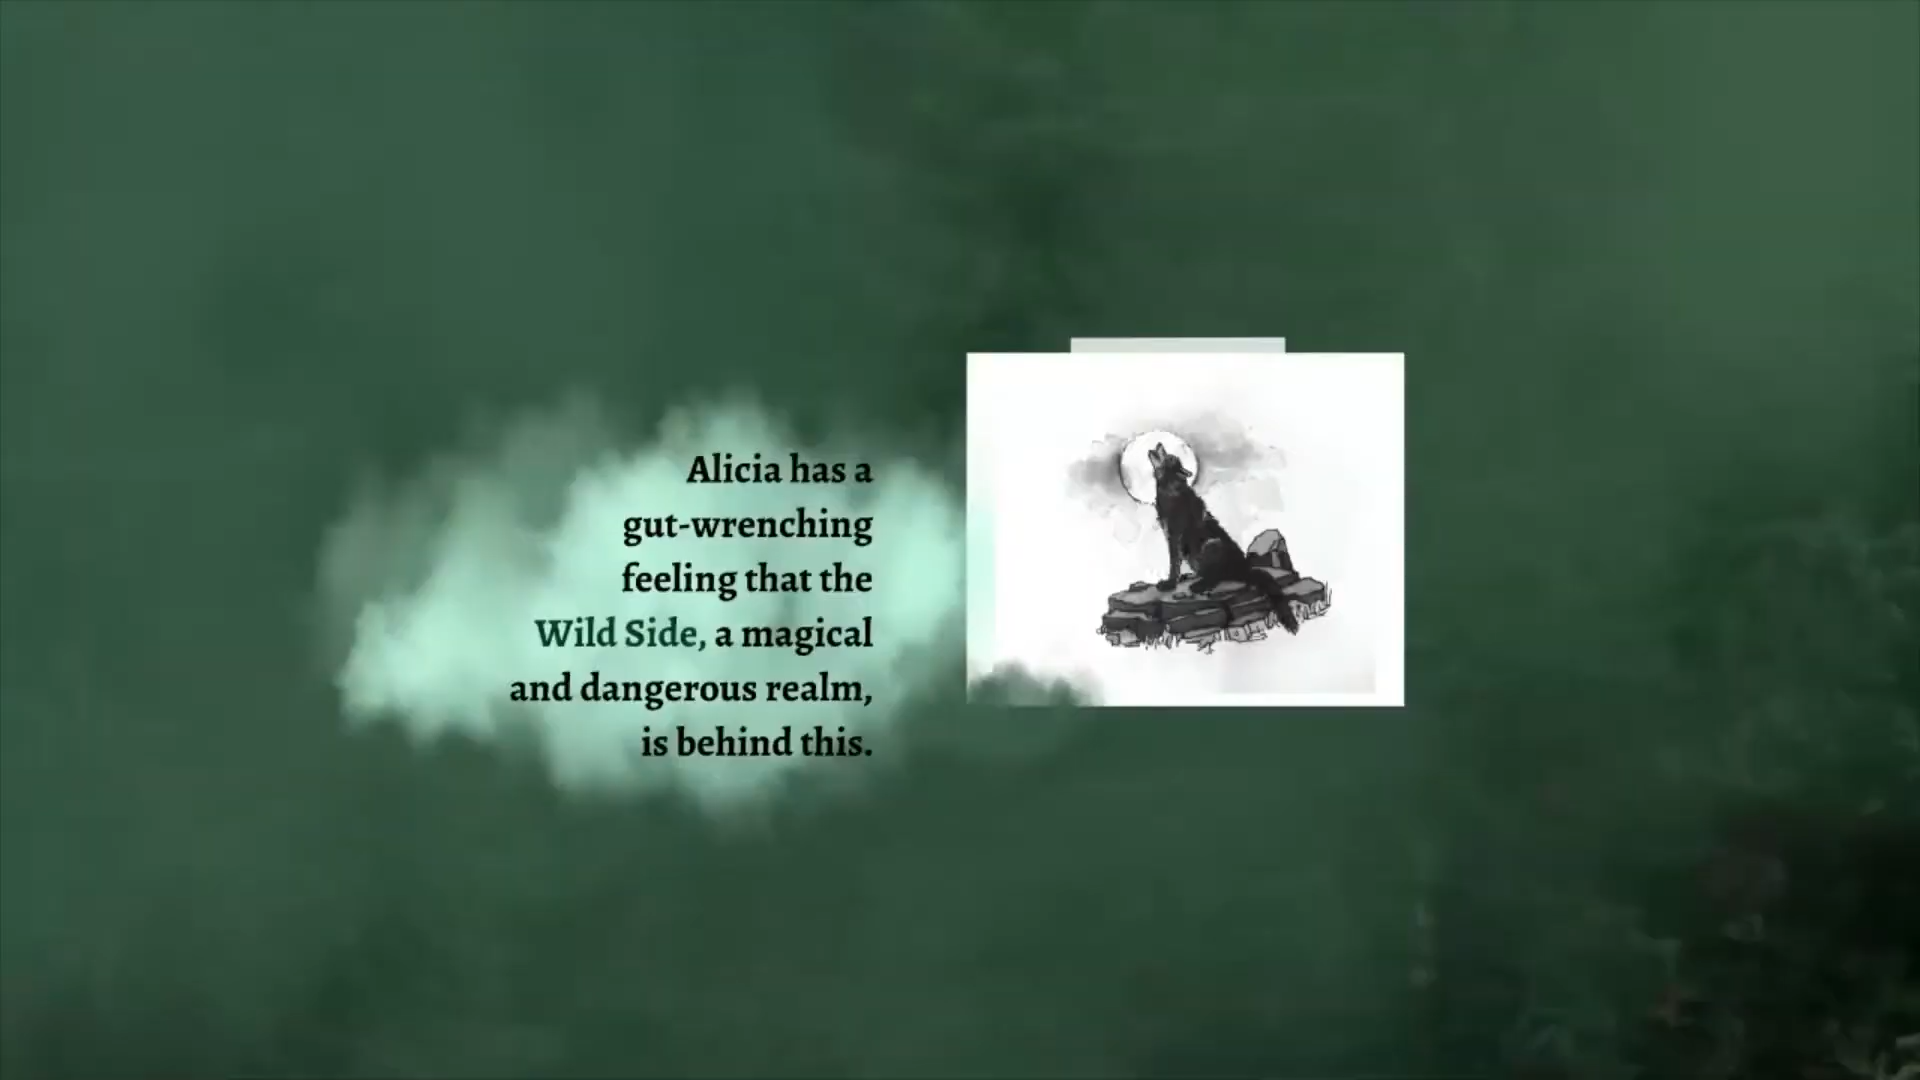 Alicia has a
gut-wrenching
feeling that the
Wild Side, a magical
and dangerous realm,
is behind this.